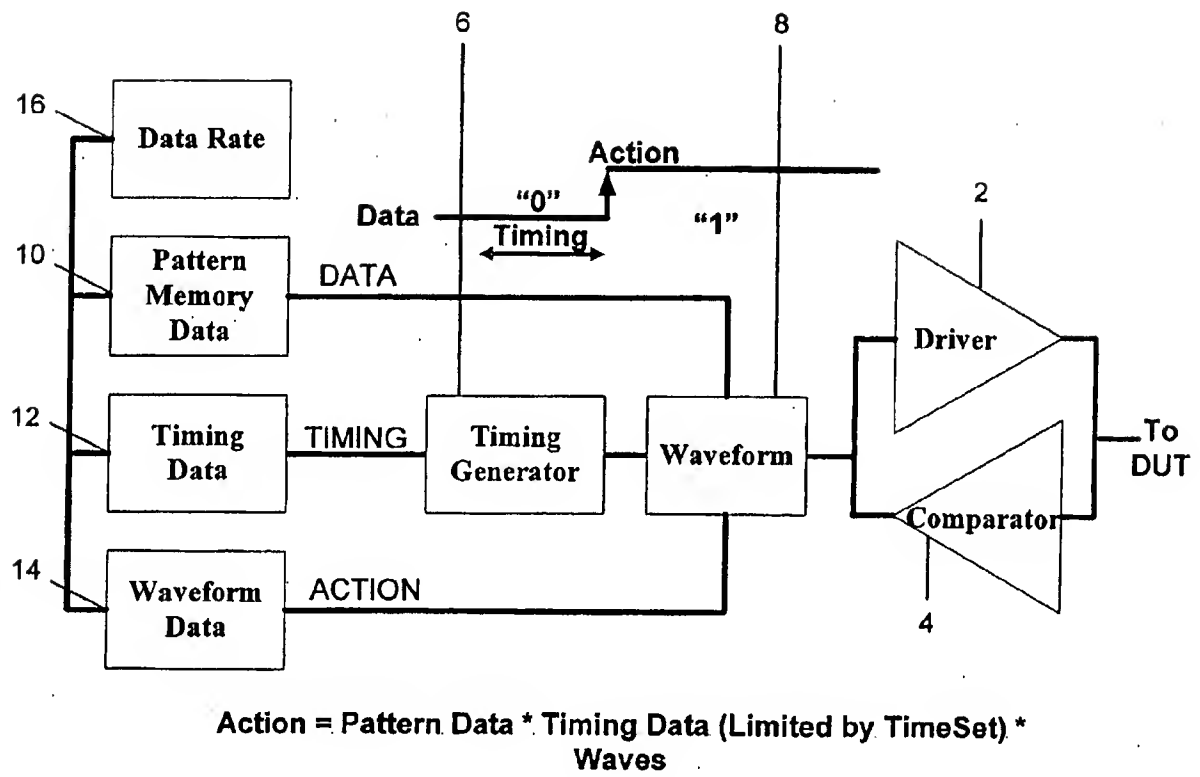 6
8
16
Data Rate
Action
"0"
Data
Timing
"1"
2
10
Pattern
Memory
Data
DATA
Driver
12
Timing
Data
TIMING
Timing
Generator
Waveform
To
DUT
Comparator
14
Waveform
Data
ACTION
4
Action = Pattern Data * Timing Data (Limited by TimeSet) *
Waves